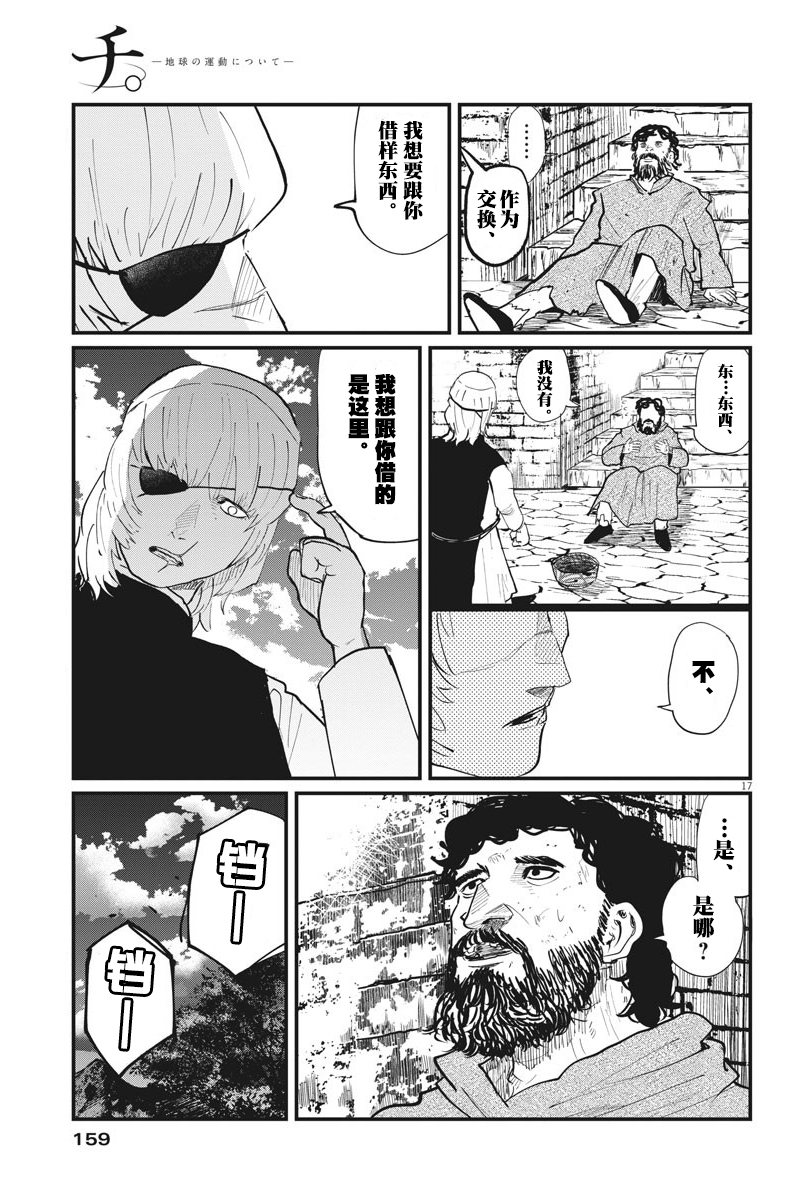 チ。
―地球の運動について―
……
作为
交换、
我想要跟你
借样东西。
东…东西、
我没有。
不、
我想跟你借的
是这里。
17
…是、
是哪？
铛—
铛—
159